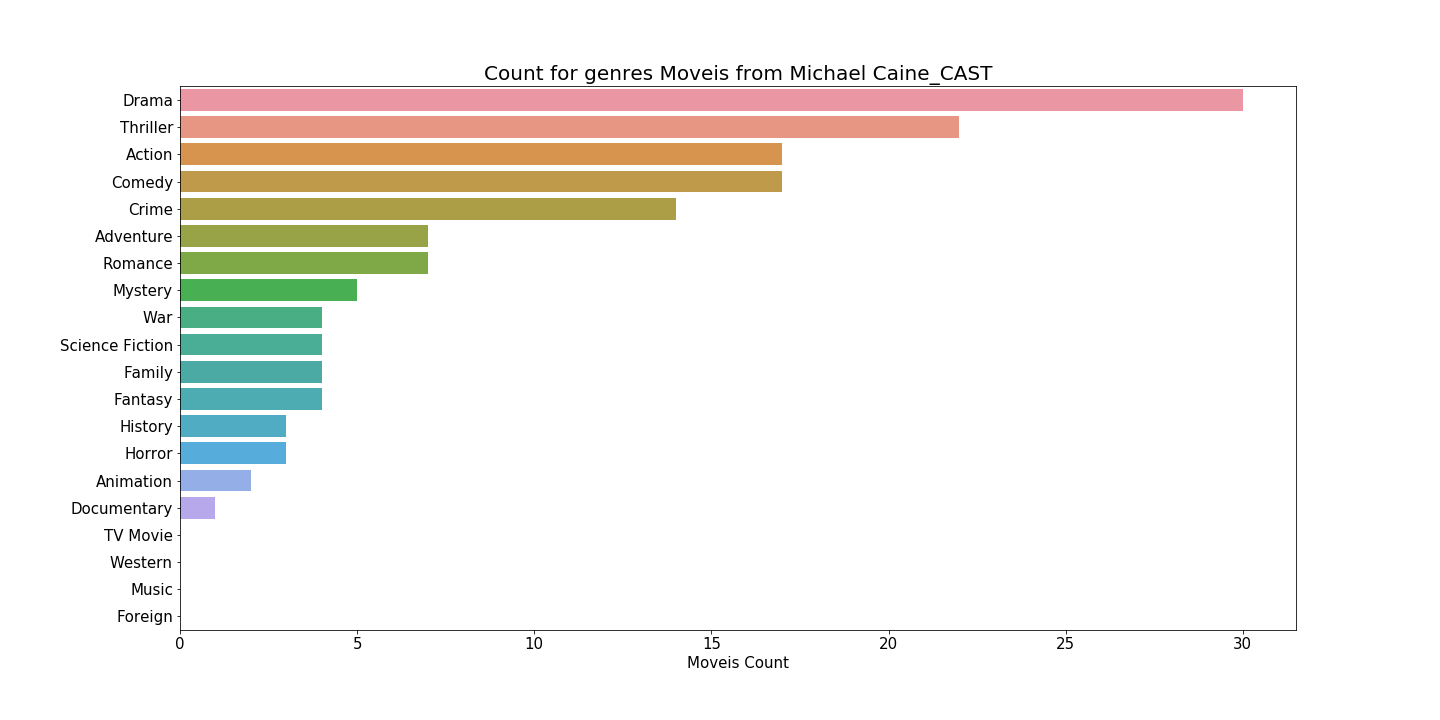 Count for genres Moveis from Michael Caine_CAST
Drama
Thriller
Action
Comedy
Crime
Adventure
Romance
Mystery
War
Science Fiction
Family
Fantasy
History
Horror
Animation
Documentary
TV Movie
Western
Music
Foreign
0 5 10 15 20 25 30
Moveis Count